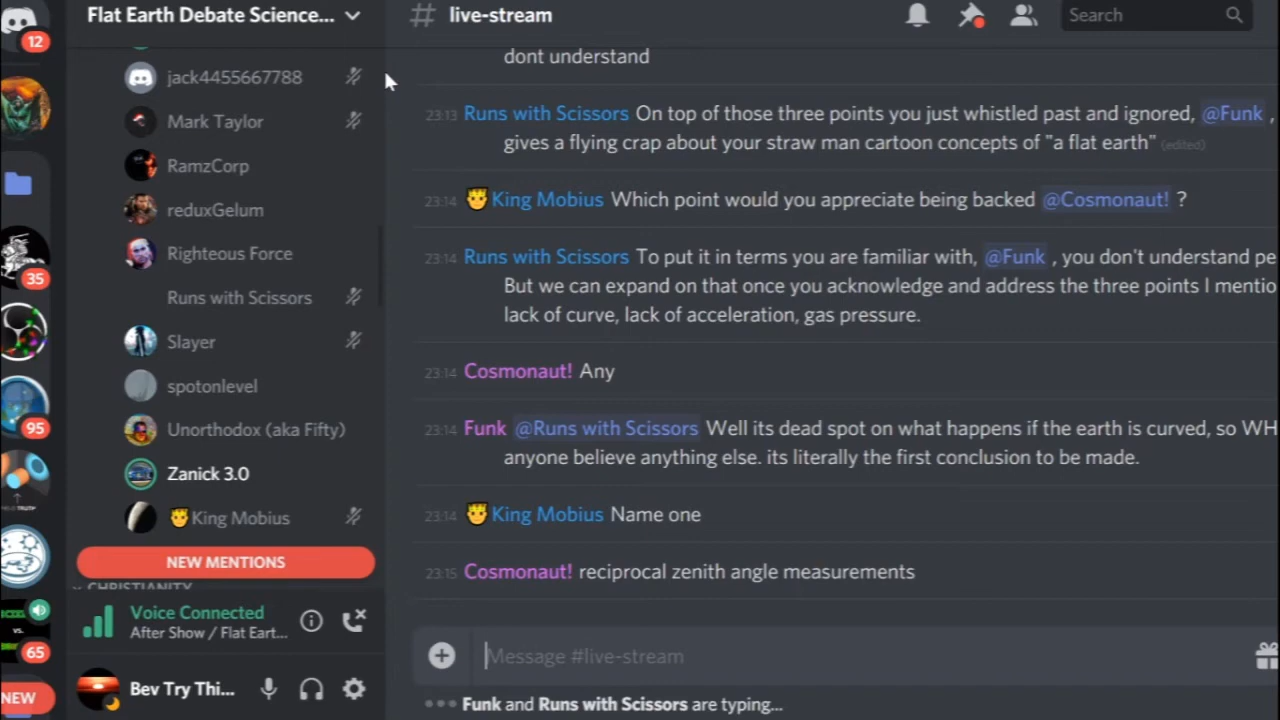 Flat Earth Debate Science...
# live-stream
Search
12
jack4455667788
Mark Taylor
RamzCorp
reduxGelum
Righteous Force
Runs with Scissors
Slayer
spotonlevel
Unorthodox (aka Fifty)
Zanick 3.0
King Mobius
NEW MENTIONS
CHRISTIANITY
Voice Connected
After Show / Flat Eart...
Bev Try Thi...
35
95
VS.
65
NEW
dont understand
23:13 Runs with Scissors On top of those three points you just whistled past and ignored, @Funk ,
gives a flying crap about your straw man cartoon concepts of "a flat earth" (edited)
23:14 King Mobius Which point would you appreciate being backed @Cosmonaut! ?
23:14 Runs with Scissors To put it in terms you are familiar with, @Funk , you don't understand pe
But we can expand on that once you acknowledge and address the three points I mentio
lack of curve, lack of acceleration, gas pressure.
23:14 Cosmonaut! Any
23:14 Funk @Runs with Scissors Well its dead spot on what happens if the earth is curved, so WH
anyone believe anything else. its literally the first conclusion to be made.
23:14 King Mobius Name one
23:15 Cosmonaut! reciprocal zenith angle measurements
Message #live-stream
Funk and Runs with Scissors are typing...